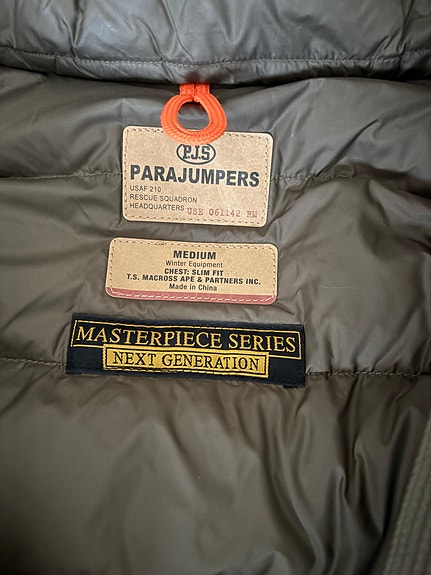 P.J.S
PARAJUMPERS
USAF 210
RESCUE SQUADRON
HEADQUARTERS USE 061142 RM
MEDIUM
Winter Equipment
CHEST: SLIM FIT
T.S. MACROSS APE & PARTNERS INC.
Made in China
MASTERPIECE SERIES
NEXT GENERATION